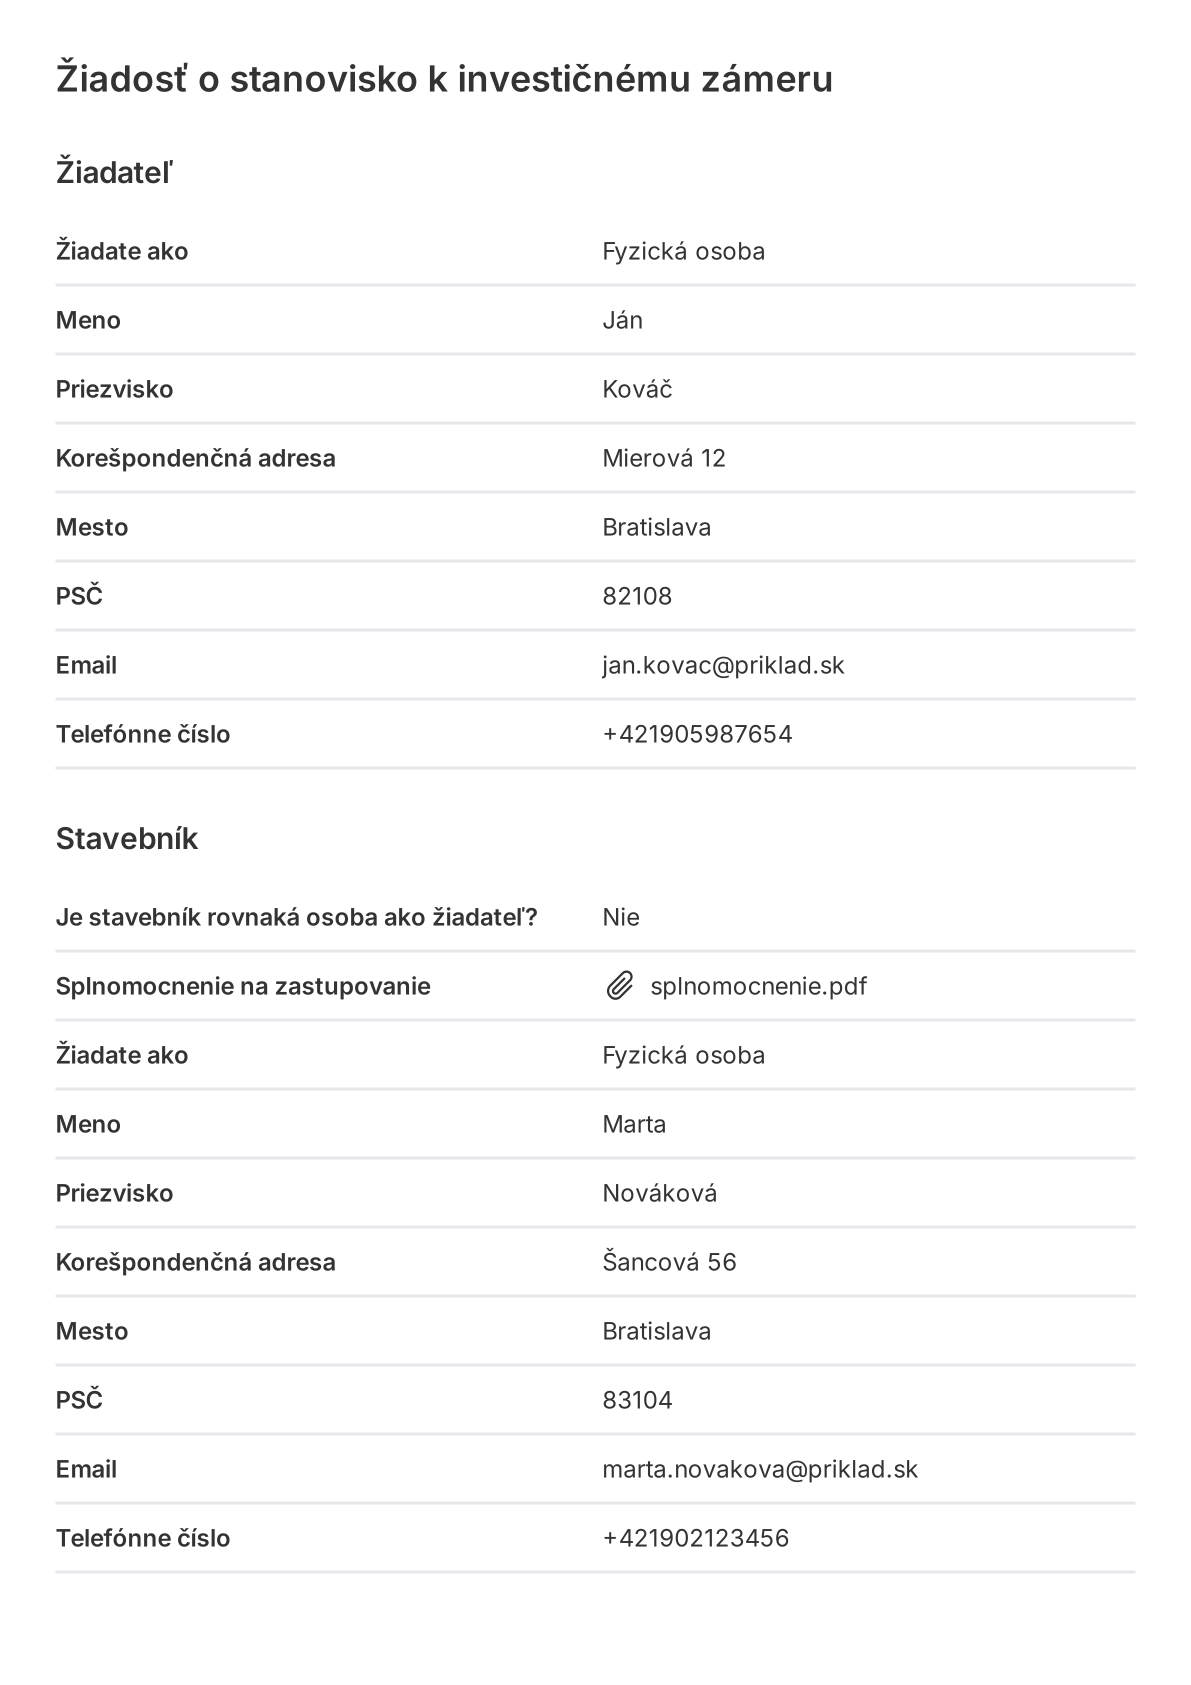 Žiadosť o stanovisko k investičnému zámeru
Žiadateľ
Žiadate ako Fyzická osoba
Meno Ján
Priezvisko Kováč
Korešpondenčná adresa Mierová 12
Mesto Bratislava
PSČ 82108
Email jan.kovac@priklad.sk
Telefónne číslo +421905987654
Stavebník
Je stavebník rovnaká osoba ako žiadateľ? Nie
Splnomocnenie na zastupovanie splnomocnenie.pdf
Žiadate ako Fyzická osoba
Meno Marta
Priezvisko Nováková
Korešpondenčná adresa Šancová 56
Mesto Bratislava
PSČ 83104
Email marta.novakova@priklad.sk
Telefónne číslo +421902123456